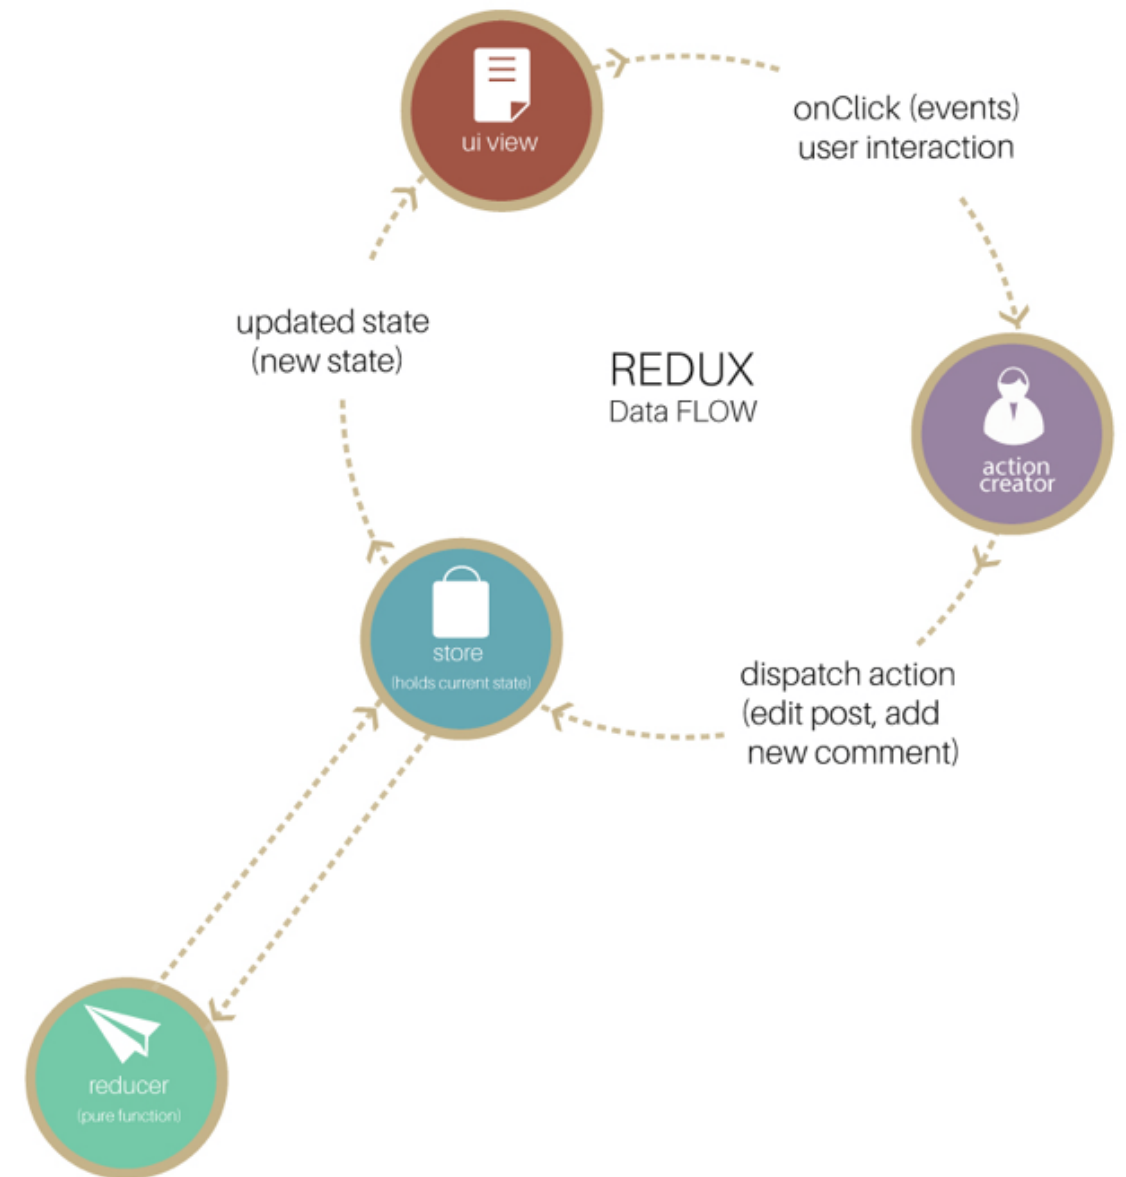 ui view
onClick (events)
user interaction
updated state
(new state)
REDUX
Data FLOW
action
creator
store
(holds current state)
dispatch action
(edit post, add
new comment)
reducer
(pure function)